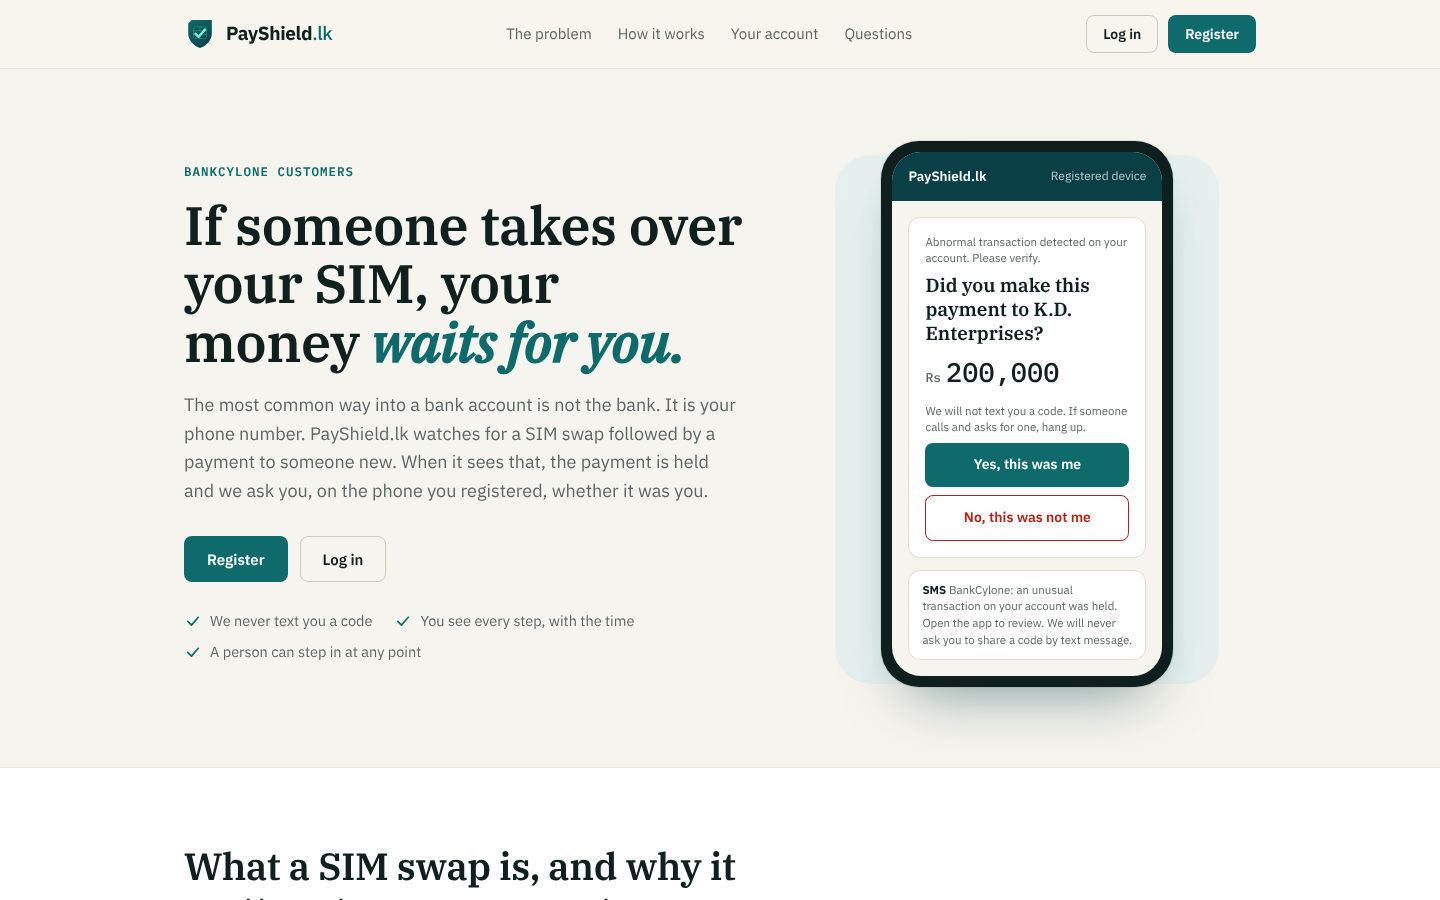 PayShield.lk
The problem
How it works
Your account
Questions
Log in
Register
BANKCYLONE CUSTOMERS
If someone takes over
your SIM, your
money waits for you.
The most common way into a bank account is not the bank. It is your
phone number. PayShield.lk watches for a SIM swap followed by a
payment to someone new. When it sees that, the payment is held
and we ask you, on the phone you registered, whether it was you.
Register
Log in
We never text you a code
You see every step, with the time
A person can step in at any point
PayShield.lk
Registered device
Abnormal transaction detected on your
account. Please verify.
Did you make this
payment to K.D.
Enterprises?
Rs 200,000
We will not text you a code. If someone
calls and asks for one, hang up.
Yes, this was me
No, this was not me
SMS BankCylone: an unusual
transaction on your account was held.
Open the app to review. We will never
ask you to share a code by text message.
What a SIM swap is, and why it